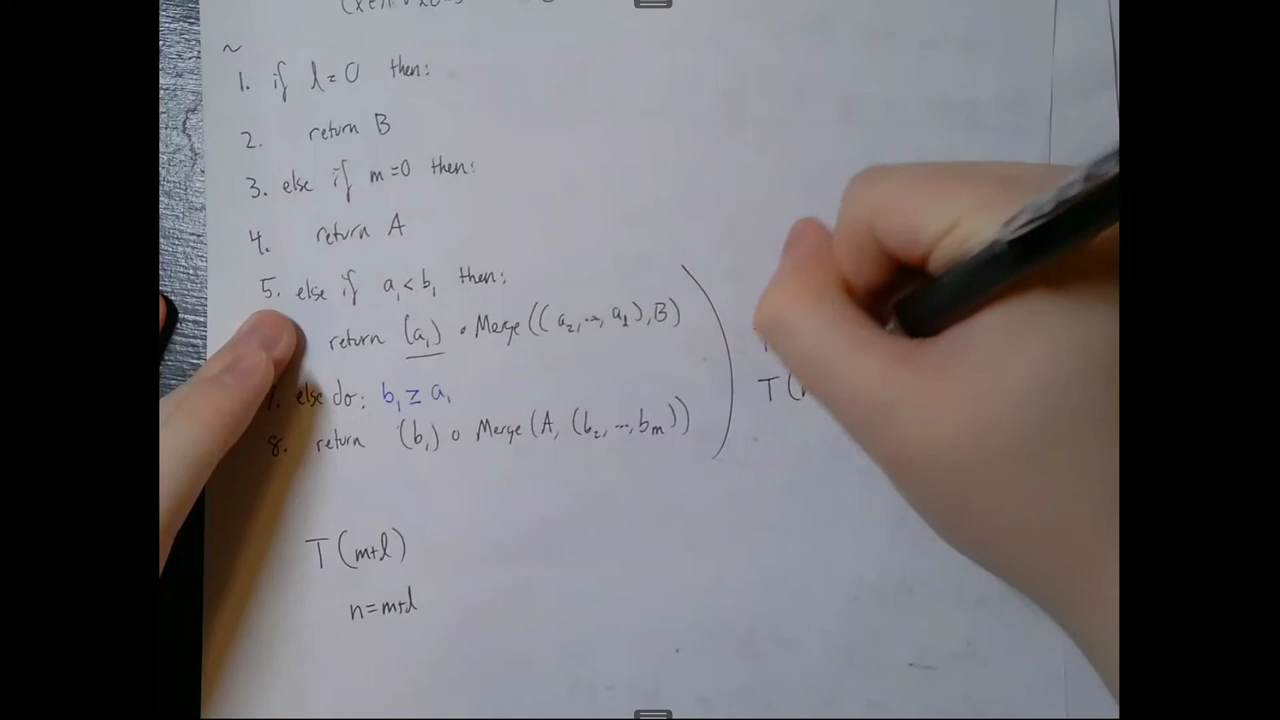 ~
1. if l=0 then:
2. return B
3. else if m=0 then:
4. return A
5. else if a₁<b₁ then:
return (a₁) ∘ Merge((a₂,...,aₗ),B)
else do: b₁≥a₁
8. return (b₁) ∘ Merge(A, (b₂,...,bₘ))
T(
T(m+l)
n=m+l